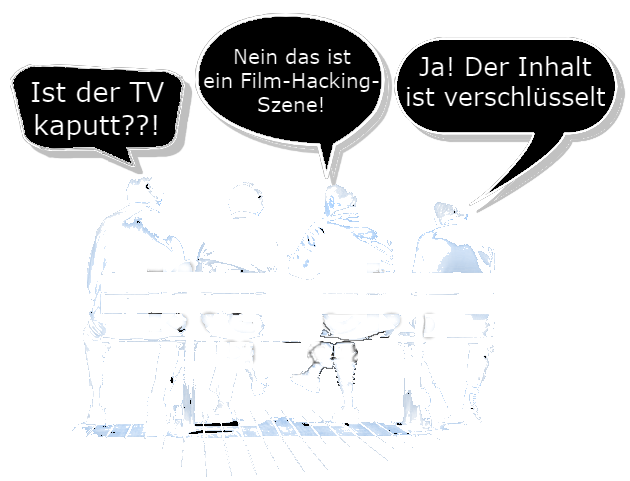 Ist der TV
kaputt??!
Nein das ist
ein Film-Hacking-
Szene!
Ja! Der Inhalt
ist verschlüsselt